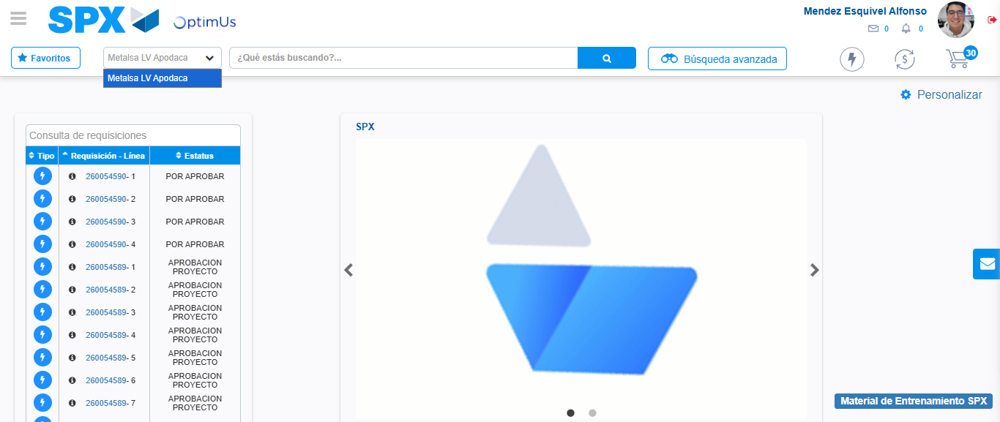 SPX
OptimUs
Mendez Esquivel Alfonso
0
0
Favoritos
Metalsa LV Apodaca
¿Qué estás buscando?...
Búsqueda avanzada
30
Metalsa LV Apodaca
Personalizar
Consulta de requisiciones
Tipo Requisición - Línea Estatus
260054590- 1 POR APROBAR
260054590- 2 POR APROBAR
260054590- 3 POR APROBAR
260054590- 4 POR APROBAR
260054589- 1 APROBACION
PROYECTO
260054589- 2 APROBACION
PROYECTO
260054589- 3 APROBACION
PROYECTO
260054589- 4 APROBACION
PROYECTO
260054589- 5 APROBACION
PROYECTO
260054589- 6 APROBACION
PROYECTO
260054589- 7 APROBACION
PROYECTO
SPX
Material de Entrenamiento SPX